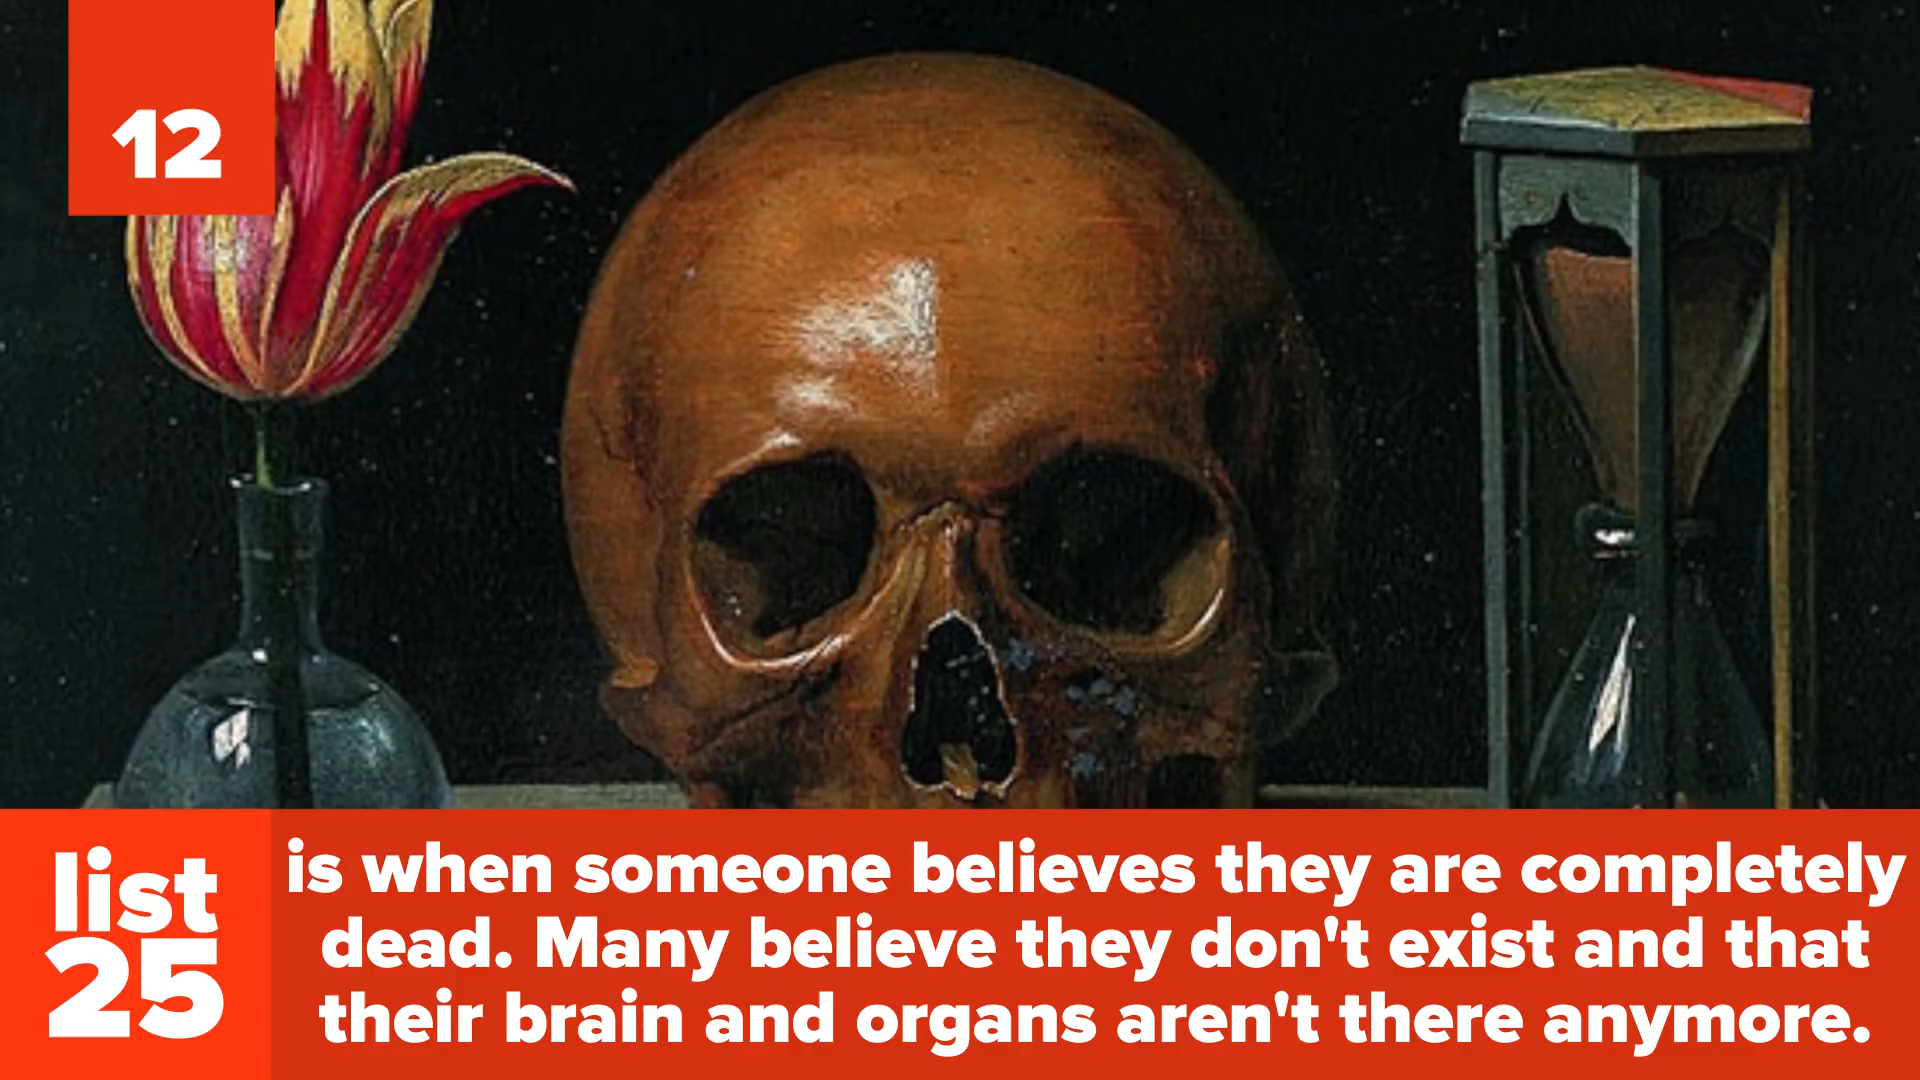 12
list
25
is when someone believes they are completely
dead. Many believe they don't exist and that
their brain and organs aren't there anymore.